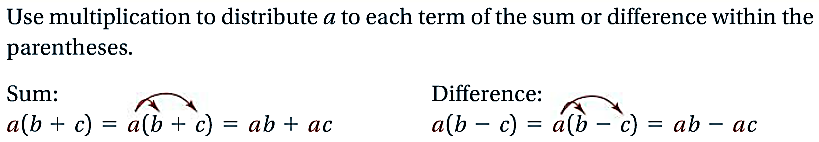 Use multiplication to distribute a to each term of the sum or difference within the
parentheses.
Sum:
a(b + c) = a(b + c) = ab + ac
Difference:
a(b − c) = a(b − c) = ab − ac